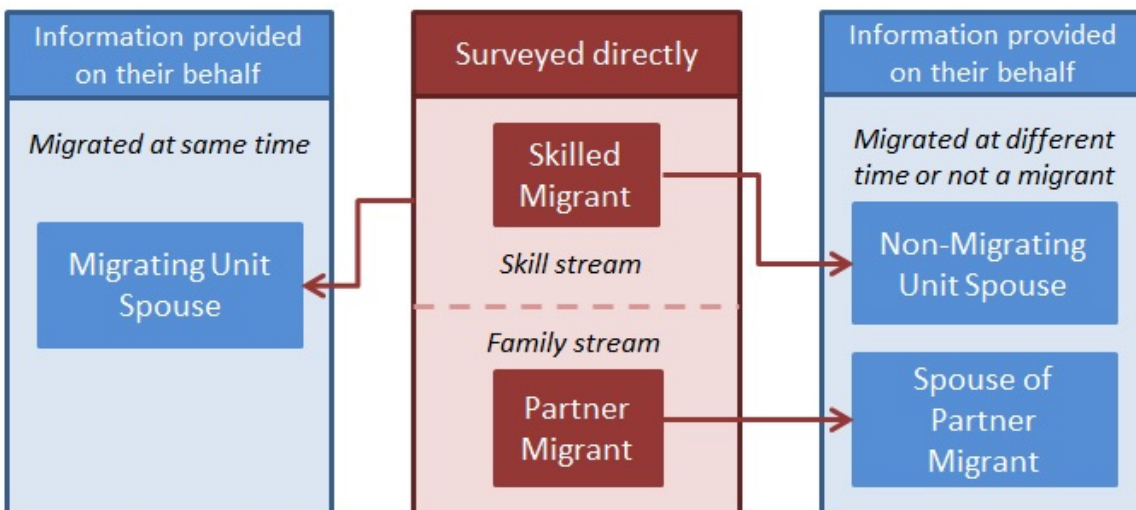 Information provided
on their behalf
Migrated at same time
Migrating Unit
Spouse
Surveyed directly
Skilled
Migrant
Skill stream
Family stream
Partner
Migrant
Information provided
on their behalf
Migrated at different
time or not a migrant
Non-Migrating
Unit Spouse
Spouse of
Partner
Migrant